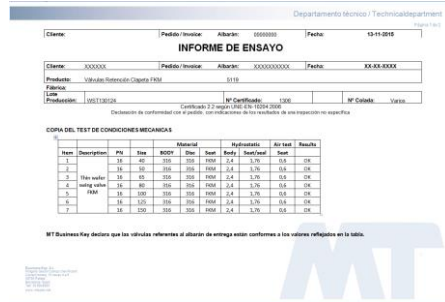 Departamento técnico / Technicaldepartment
Cliente: Pedido / Invoice: Albarán: 00000000 Fecha: 13-11-2018
INFORME DE ENSAYO
Cliente: XXXXXX Pedido / Invoice: Albarán: XXXXXXXXXX Fecha: XX-XX-XXXX
Producto: Válvulas Retención Clapeta FKM 5119
Fábrica:
Lote
Producción: WST130124 Nº Certificado: 1308 Nº Colada: Varios
Certificado 2.2 según UNE-EN-10204:2006
Declaración de conformidad con el pedido, con indicaciones de los resultados de una inspección no específica
COPIA DEL TEST DE CONDICIONES MECANICAS
Material Hydrostatic Air test Results
Item Description PN Size BODY Disc Seat Body Seat/seal Seat
1 16 40 316 316 FKM 2,4 1,76 0,6 OK
2 16 50 316 316 FKM 2,4 1,76 0,6 OK
3 Thin wafer 16 65 316 316 FKM 2,4 1,76 0,6 OK
4 swing valve 16 80 316 316 FKM 2,4 1,76 0,6 OK
5 FKM 16 100 316 316 FKM 2,4 1,76 0,6 OK
6 16 125 316 316 FKM 2,4 1,76 0,6 OK
7 16 150 316 316 FKM 2,4 1,76 0,6 OK
MT Business Key declara que las válvulas referentes al albarán de entrega están conformes a los valores reflejados en la tabla.
MT